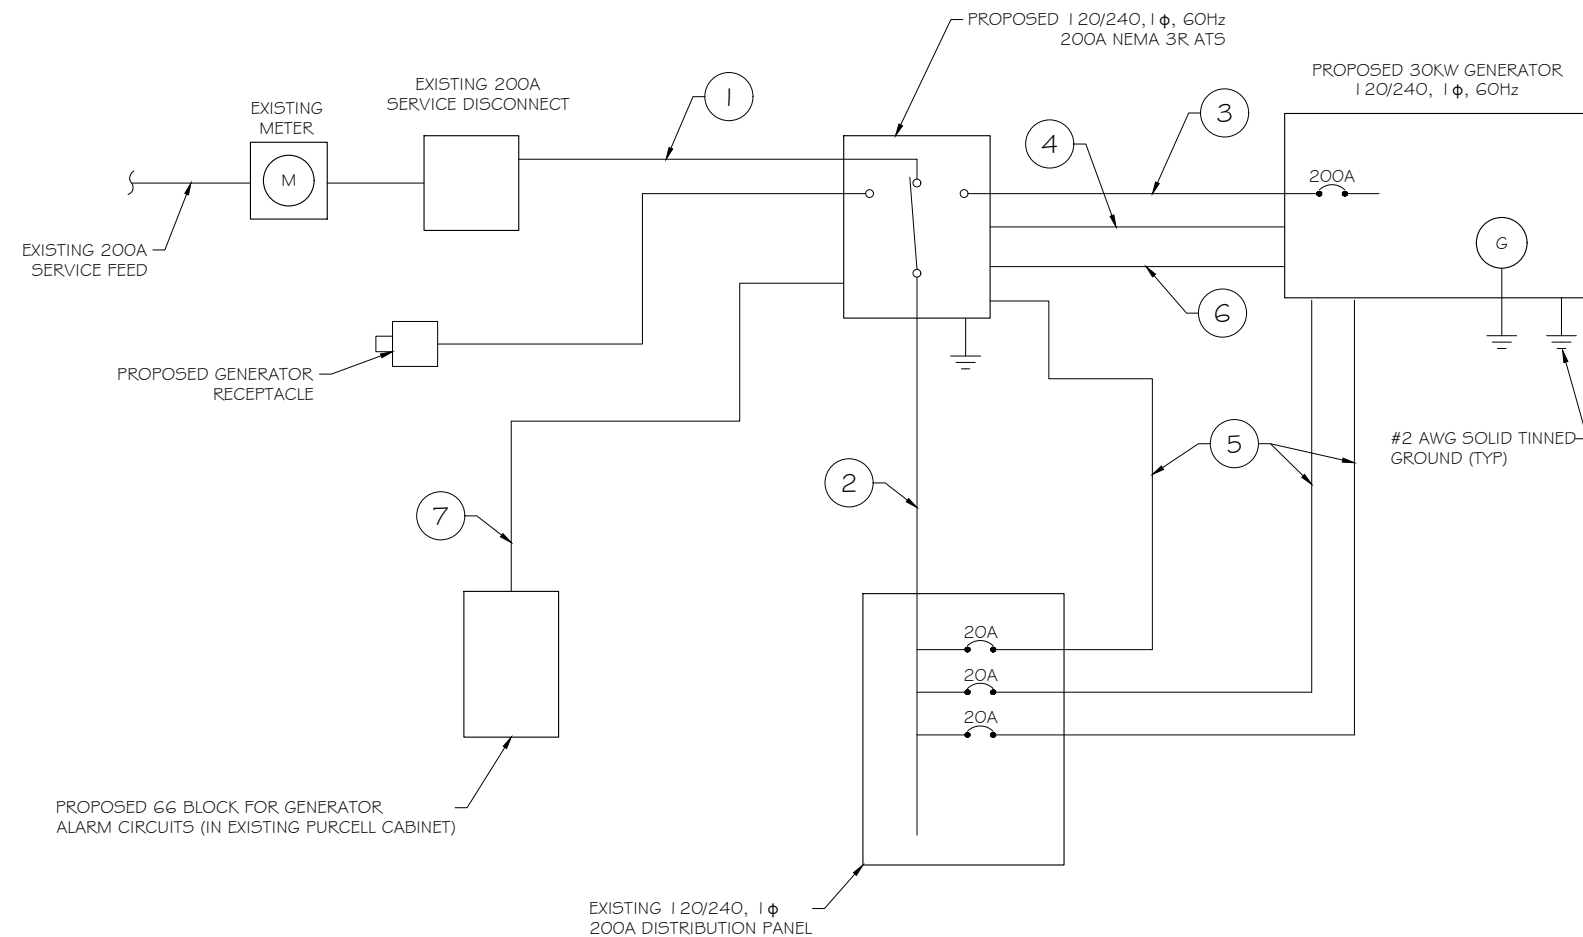 PROPOSED 120/240,1ϕ, 60Hz
200A NEMA 3R ATS
PROPOSED 30KW GENERATOR
120/240, 1ϕ, 60Hz
EXISTING 200A
SERVICE DISCONNECT
EXISTING
METER
1
3
4
M
200A
G
EXISTING 200A
SERVICE FEED
6
PROPOSED GENERATOR
RECEPTACLE
5
#2 AWG SOLID TINNED
GROUND (TYP)
2
7
20A
20A
20A
PROPOSED 66 BLOCK FOR GENERATOR
ALARM CIRCUITS (IN EXISTING PURCELL CABINET)
EXISTING 120/240, 1ϕ
200A DISTRIBUTION PANEL